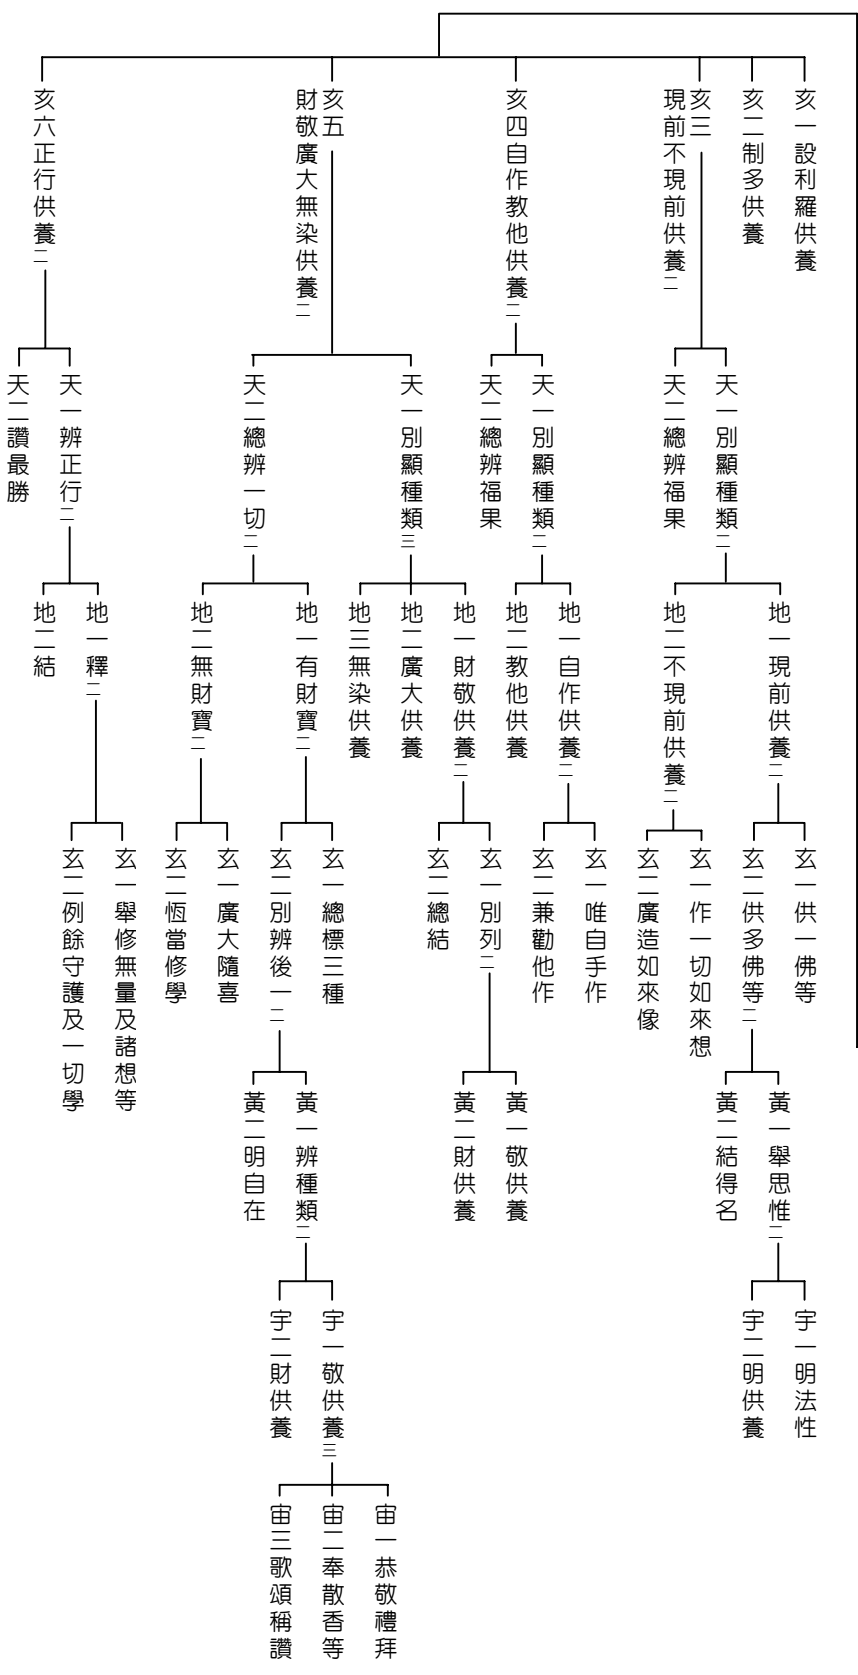 亥一設利羅供養
亥二制多供養
亥三
現前不現前供養二
亥四自作教他供養二
亥五
財敬廣大無染供養二
亥六正行供養二
天一別顯種類二
天二總辨福果
天一別顯種類二
天二總辨福果
天一別顯種類三
天二總辨一切二
天一辨正行二
天二讚最勝
地一現前供養二
地二不現前供養二
地一自作供養二
地二教他供養
地一財敬供養二
地二廣大供養
地三無染供養
地一有財寶二
地二無財寶二
地一釋二
地二結
玄一供一佛等
玄二供多佛等二
玄一作一切如來想
玄二廣造如來像
玄一唯自手作
玄二兼勸他作
玄一別列二
玄二總結
玄一總標三種
玄二別辨後一二
玄一廣大隨喜
玄二恆當修學
玄一舉修無量及諸想等
玄二例餘守護及一切學
黃一舉思惟二
黃二結得名
黃一敬供養
黃二財供養
黃一辨種類二
黃二明自在
宇一明法性
宇二明供養
宇一敬供養三
宇二財供養
宙一恭敬禮拜
宙二奉散香等
宙三歌頌稱讚